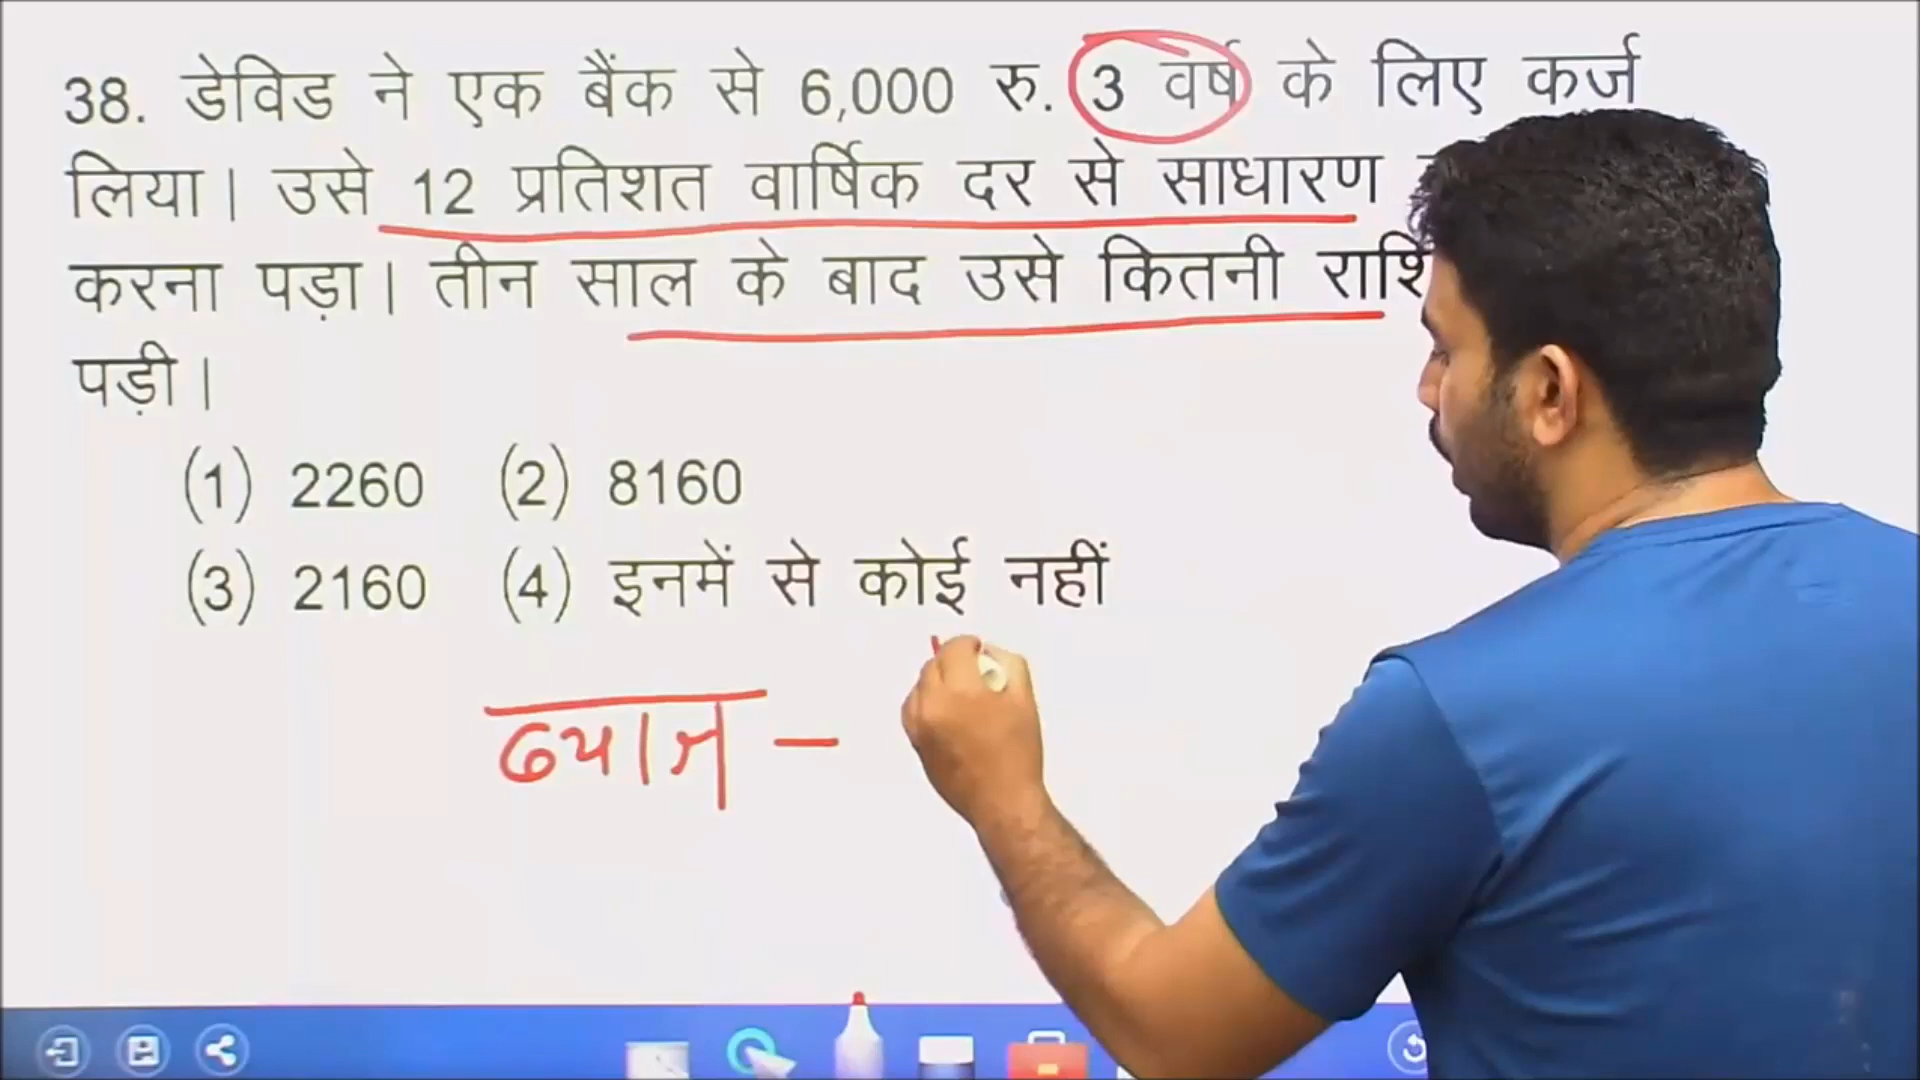 38. डेविड ने एक बैंक से 6,000 रु. 3 वर्ष के लिए कर्ज
लिया। उसे 12 प्रतिशत वार्षिक दर से साधारण
करना पड़ा। तीन साल के बाद उसे कितनी
पड़ी।
(1) 2260 (2) 8160
(3) 2160 (4) इनमें से कोई नहीं
ब्याज –